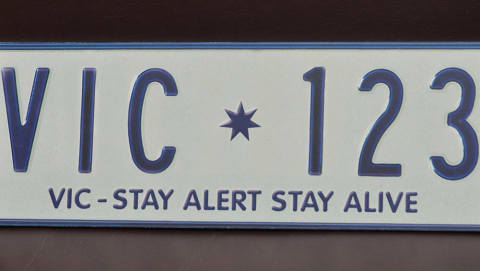 VIC 123
VIC - STAY ALERT STAY ALIVE